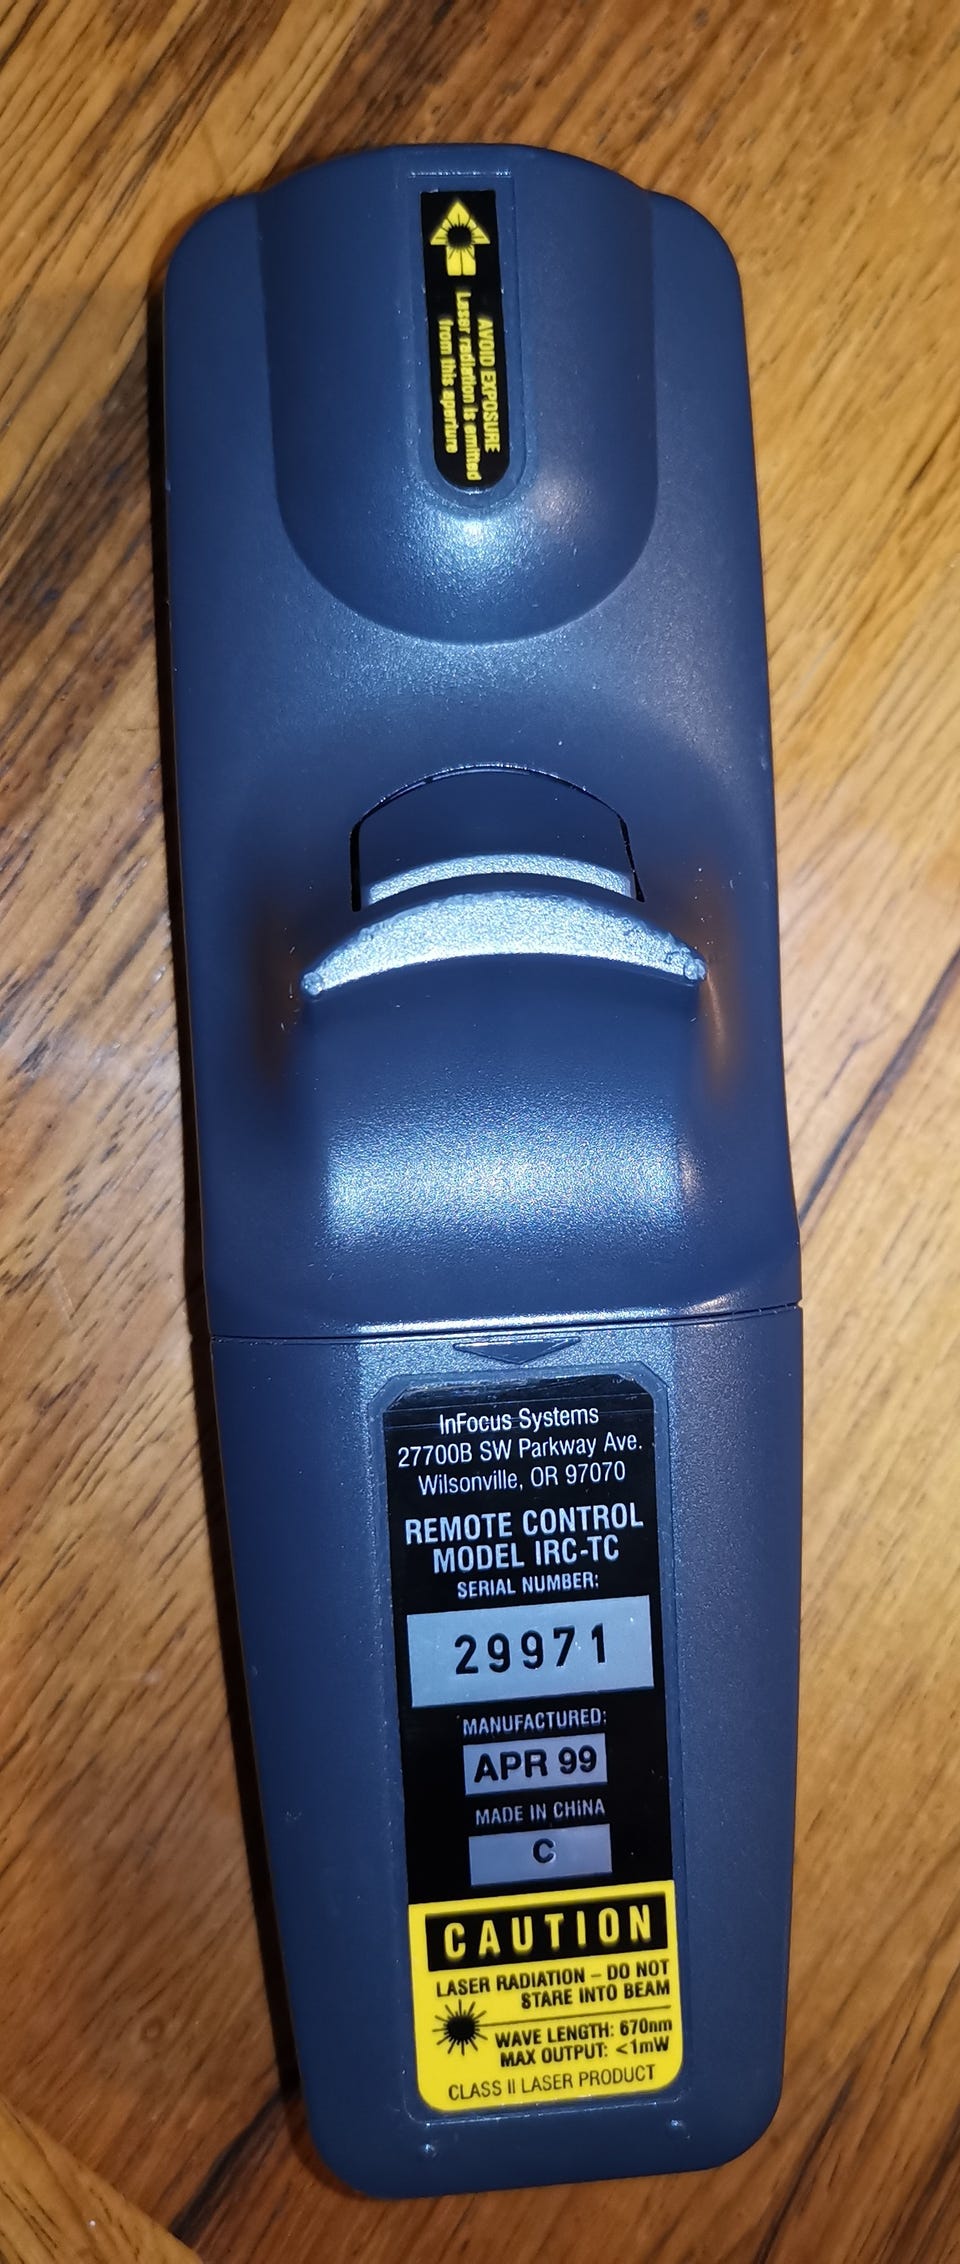 AVOID EXPOSURE
Laser radiation is emitted
from this aperture
InFocus Systems
27700B SW Parkway Ave.
Wilsonville, OR 97070
REMOTE CONTROL
MODEL IRC-TC
SERIAL NUMBER:
29971
MANUFACTURED:
APR 99
MADE IN CHINA
C
CAUTION
LASER RADIATION – DO NOT
STARE INTO BEAM
WAVE LENGTH: 670nm
MAX OUTPUT: <1mW
CLASS II LASER PRODUCT